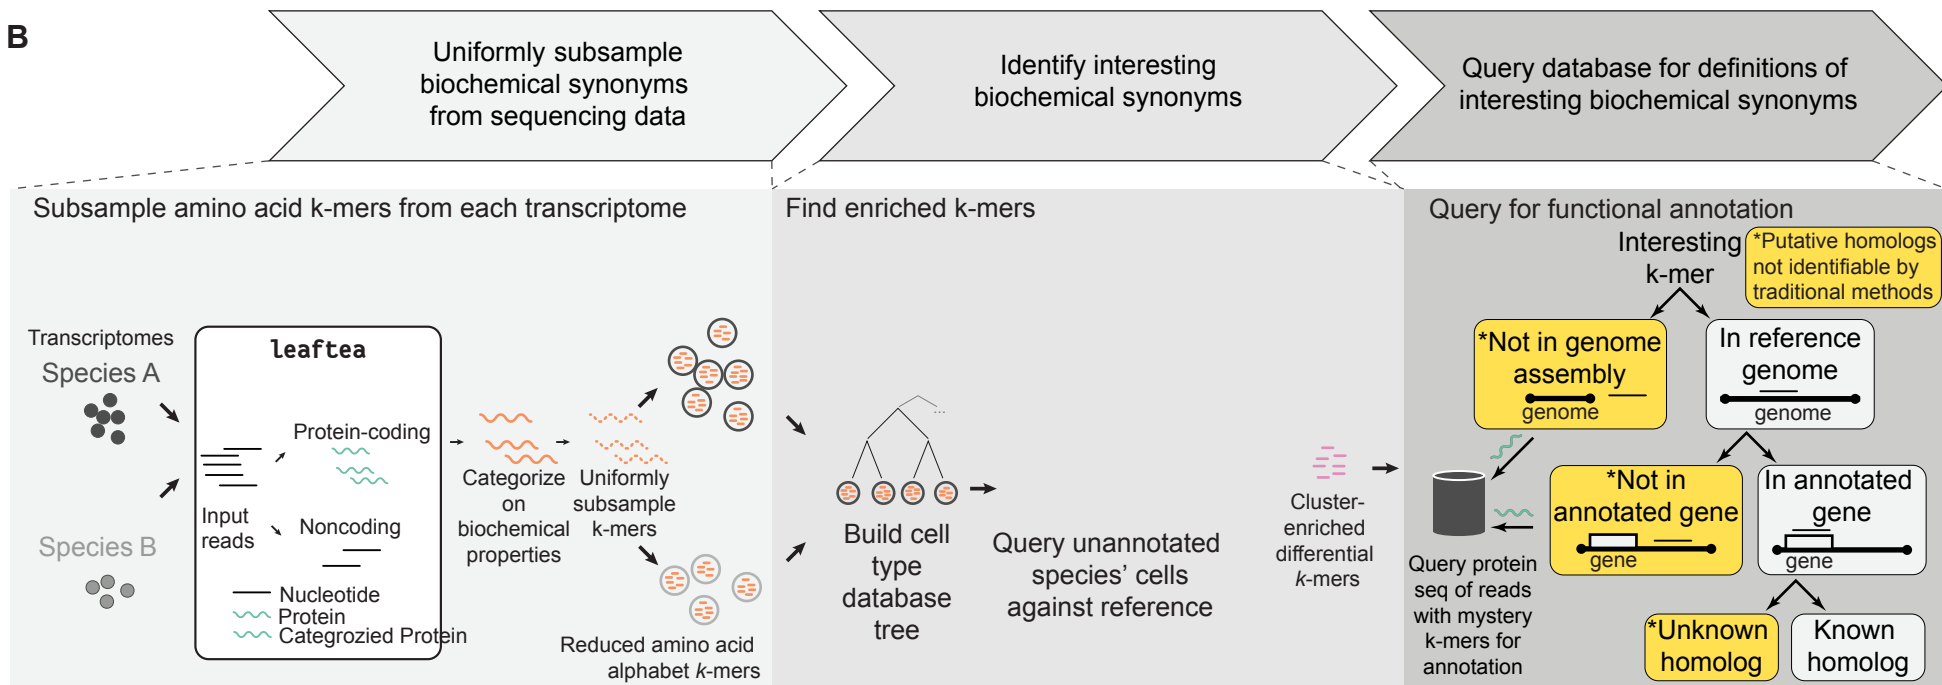 B
Uniformly subsample
biochemical synonyms
from sequencing data
Identify interesting
biochemical synonyms
Query database for definitions of
interesting biochemical synonyms
Subsample amino acid k-mers from each transcriptome
Transcriptomes
Species A
Species B
leaftea
Input
reads
Protein-coding
Noncoding
Nucleotide
Protein
Categrozied Protein
Categorize
on
biochemical
properties
Uniformly
subsample
k-mers
Reduced amino acid
alphabet k-mers
Find enriched k-mers
...
Build cell
type
database
tree
Query unannotated
species' cells
against reference
Cluster-
enriched
differential
k-mers
Query for functional annotation
Interesting
k-mer
*Putative homologs
not identifiable by
traditional methods
*Not in genome
assembly
genome
In reference
genome
genome
*Not in
annotated gene
gene
In annotated
gene
gene
Query protein
seq of reads
with mystery
k-mers for
annotation
*Unknown
homolog
Known
homolog